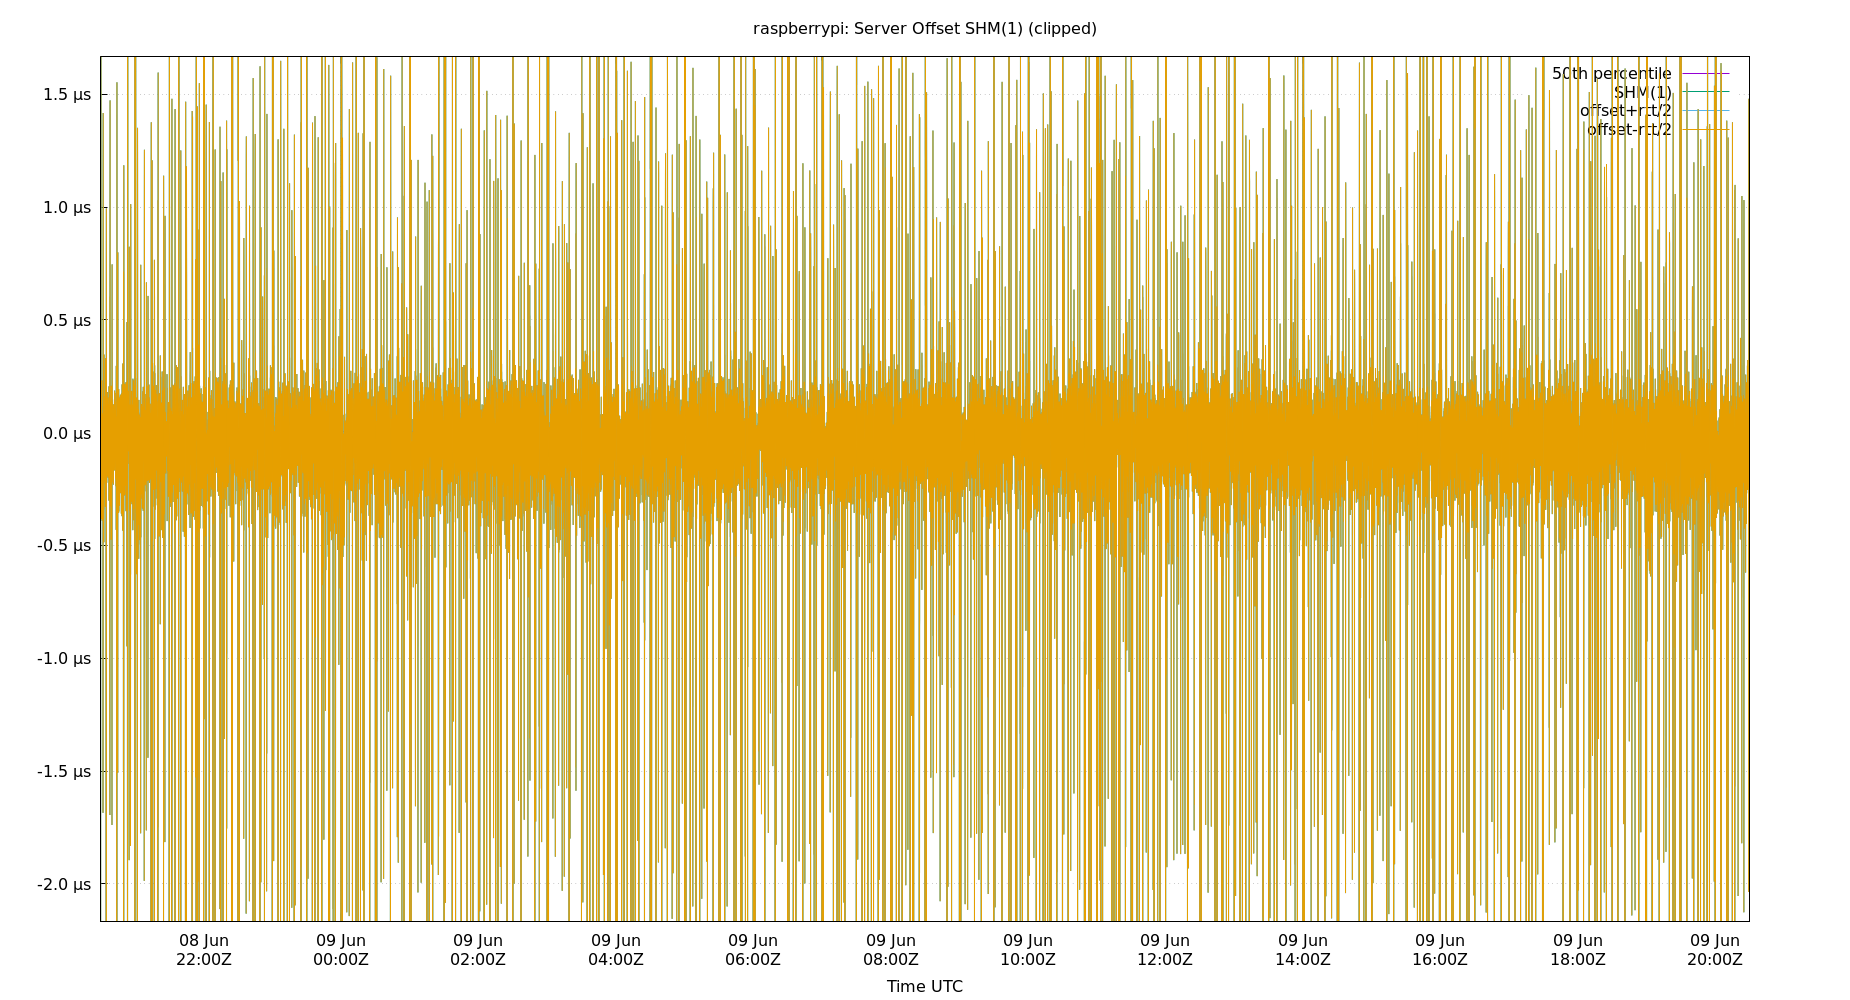 raspberrypi: Server Offset SHM(1) (clipped)
50th percentile
SHM(1)
offset+rtt/2
offset-rtt/2
1.5 µs
1.0 µs
0.5 µs
0.0 µs
-0.5 µs
-1.0 µs
-1.5 µs
-2.0 µs
08 Jun 09 Jun 09 Jun 09 Jun 09 Jun 09 Jun 09 Jun 09 Jun 09 Jun 09 Jun 09 Jun 09 Jun
22:00Z 00:00Z 02:00Z 04:00Z 06:00Z 08:00Z 10:00Z 12:00Z 14:00Z 16:00Z 18:00Z 20:00Z
Time UTC